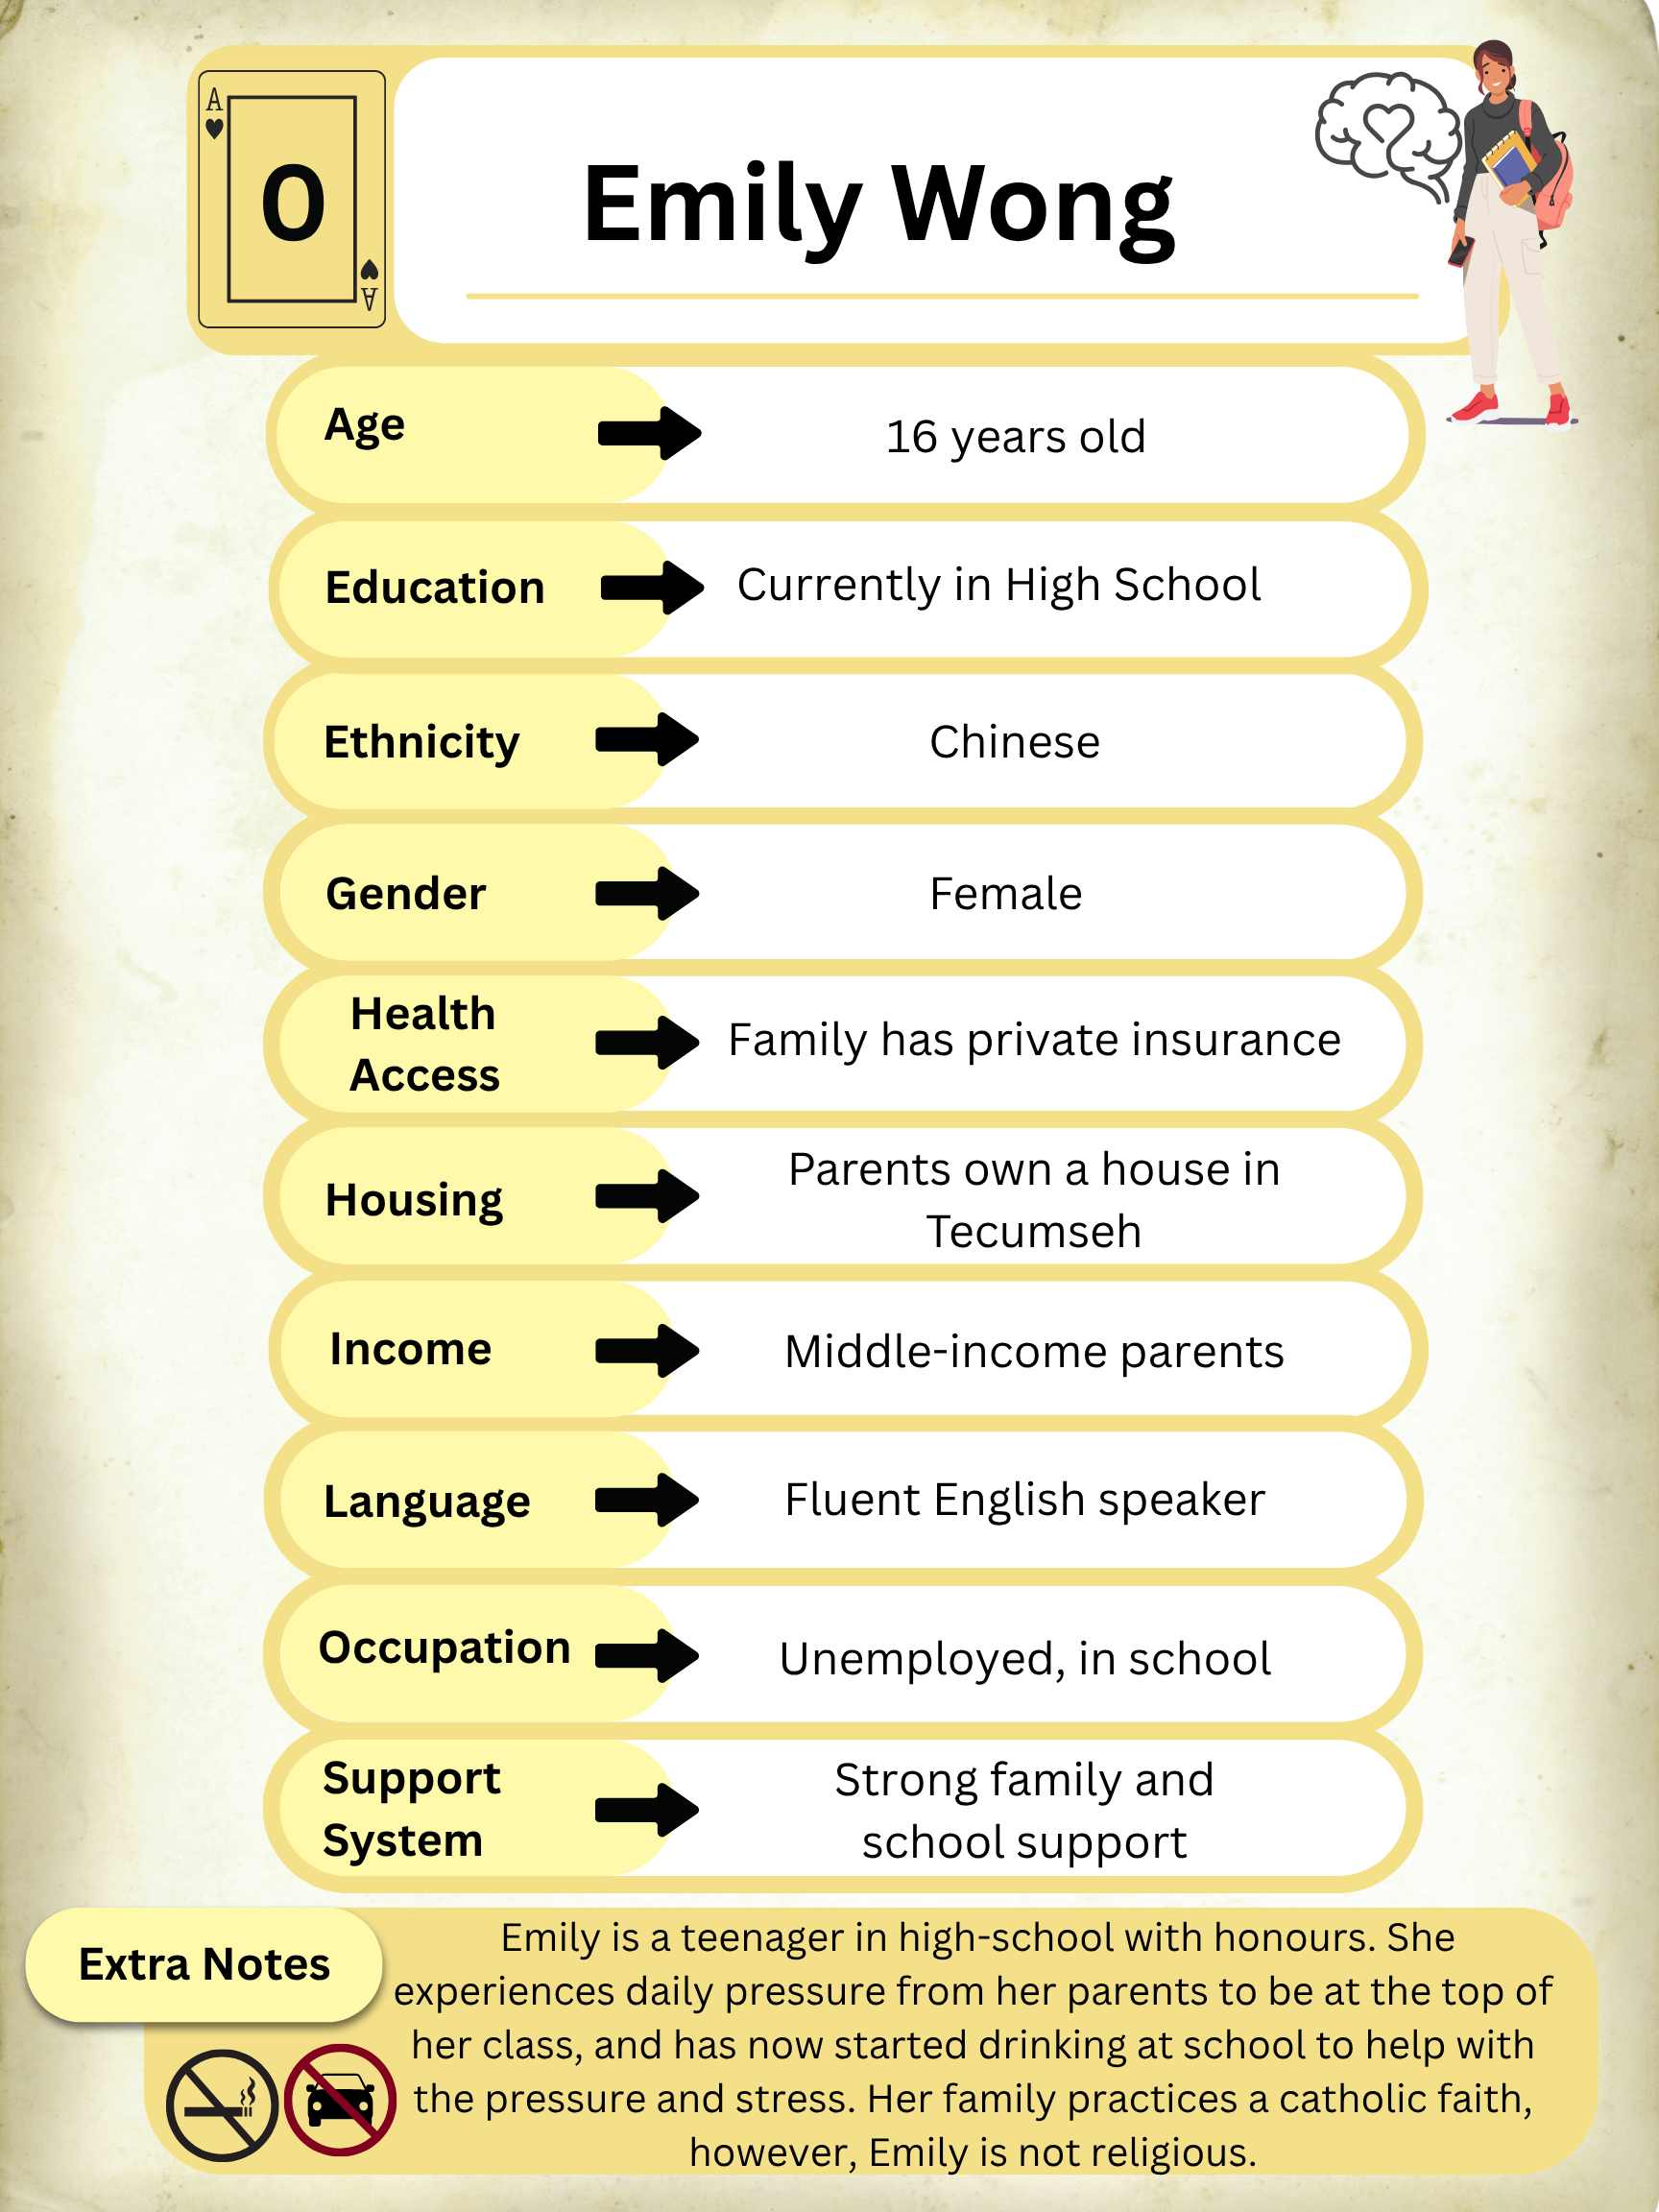 A
0
A
Emily Wong
Age
16 years old
Education
Currently in High School
Ethnicity
Chinese
Gender
Female
Health
Access
Family has private insurance
Housing
Parents own a house in
Tecumseh
Income
Middle-income parents
Language
Fluent English speaker
Occupation
Unemployed, in school
Support
System
Strong family and
school support
Extra Notes
Emily is a teenager in high-school with honours. She
experiences daily pressure from her parents to be at the top of
her class, and has now started drinking at school to help with
the pressure and stress. Her family practices a catholic faith,
however, Emily is not religious.